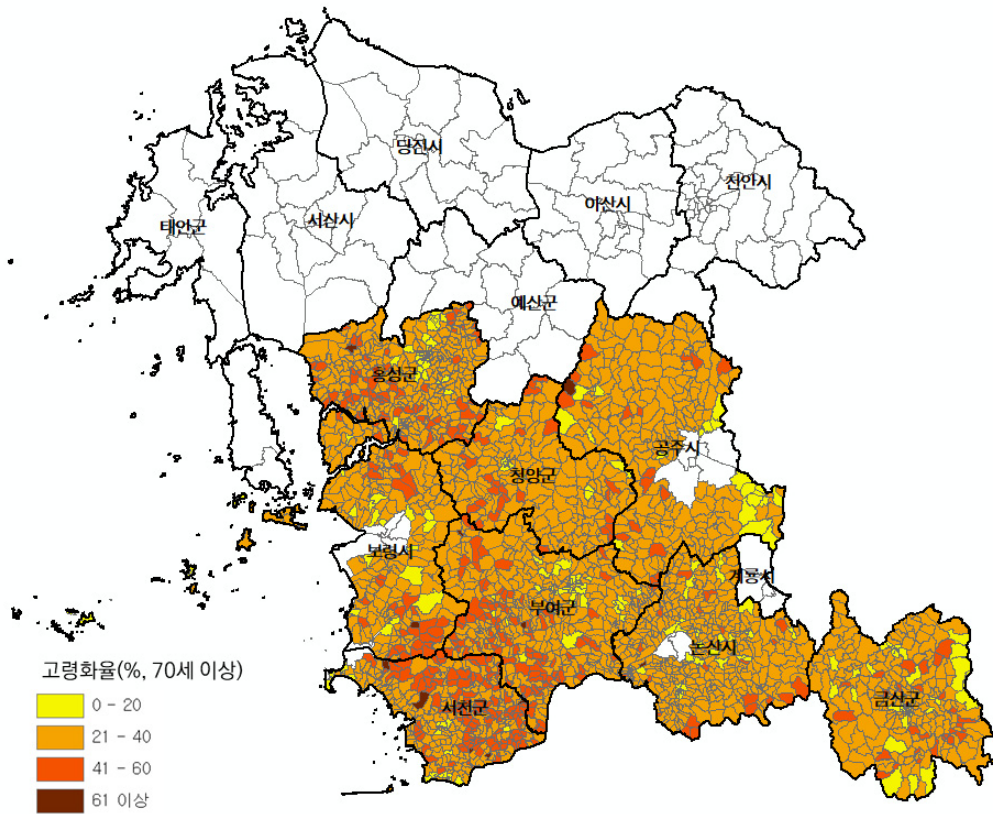 당진시
천안시
아산시
서산시
태안군
예산군
홍성군
공주시
청양군
보령시
계룡시
부여군
논산시
금산군
서천군
고령화율(%, 70세 이상)
0 - 20
21 - 40
41 - 60
61 이상